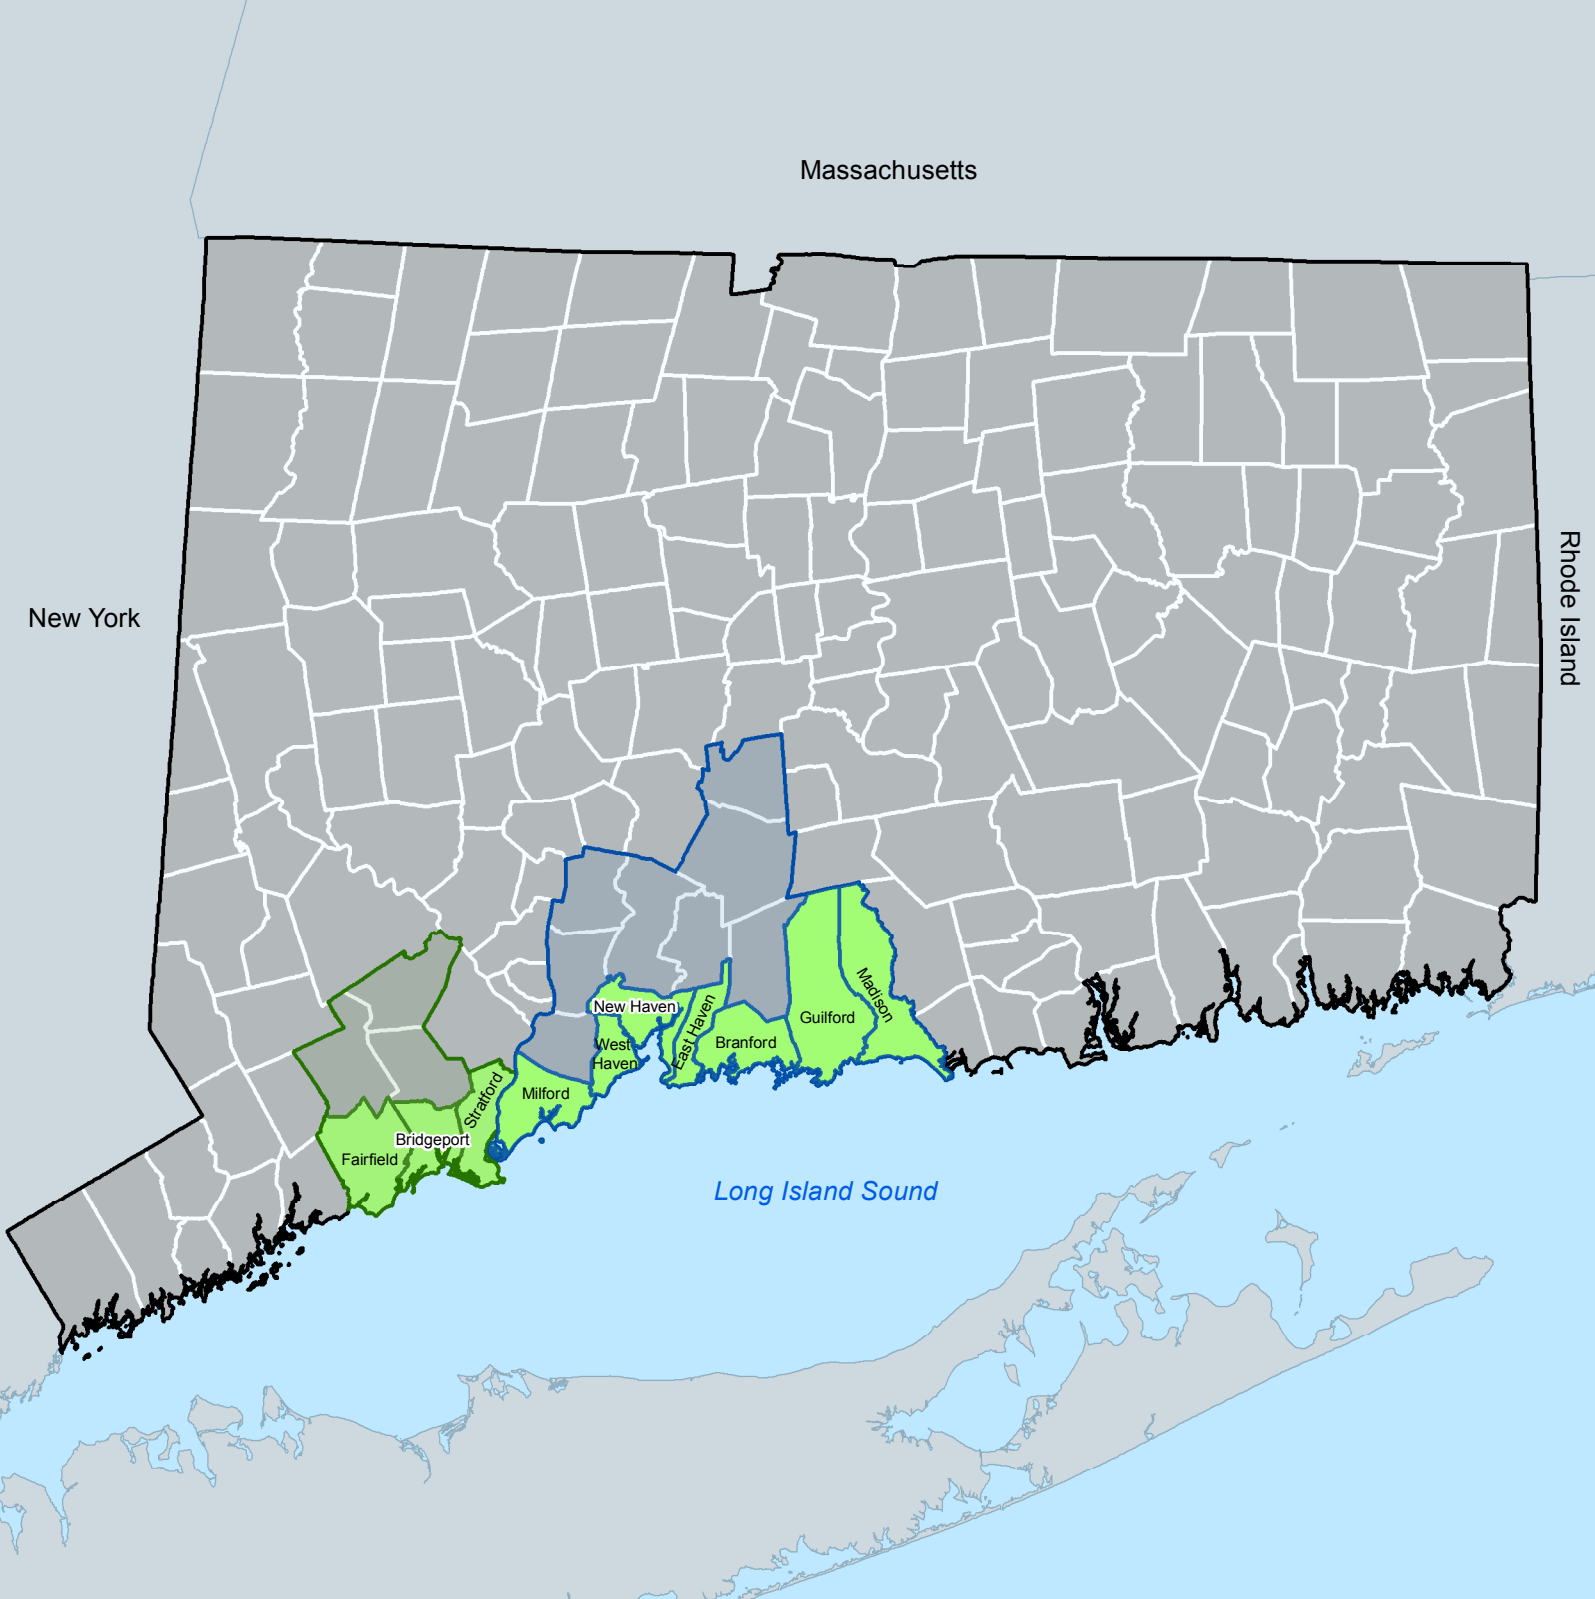 Massachusetts
New York
Rhode Island
Madison
New Haven
East Haven
Guilford
Branford
West
Haven
Stratford
Milford
Bridgeport
Fairfield
Long Island Sound